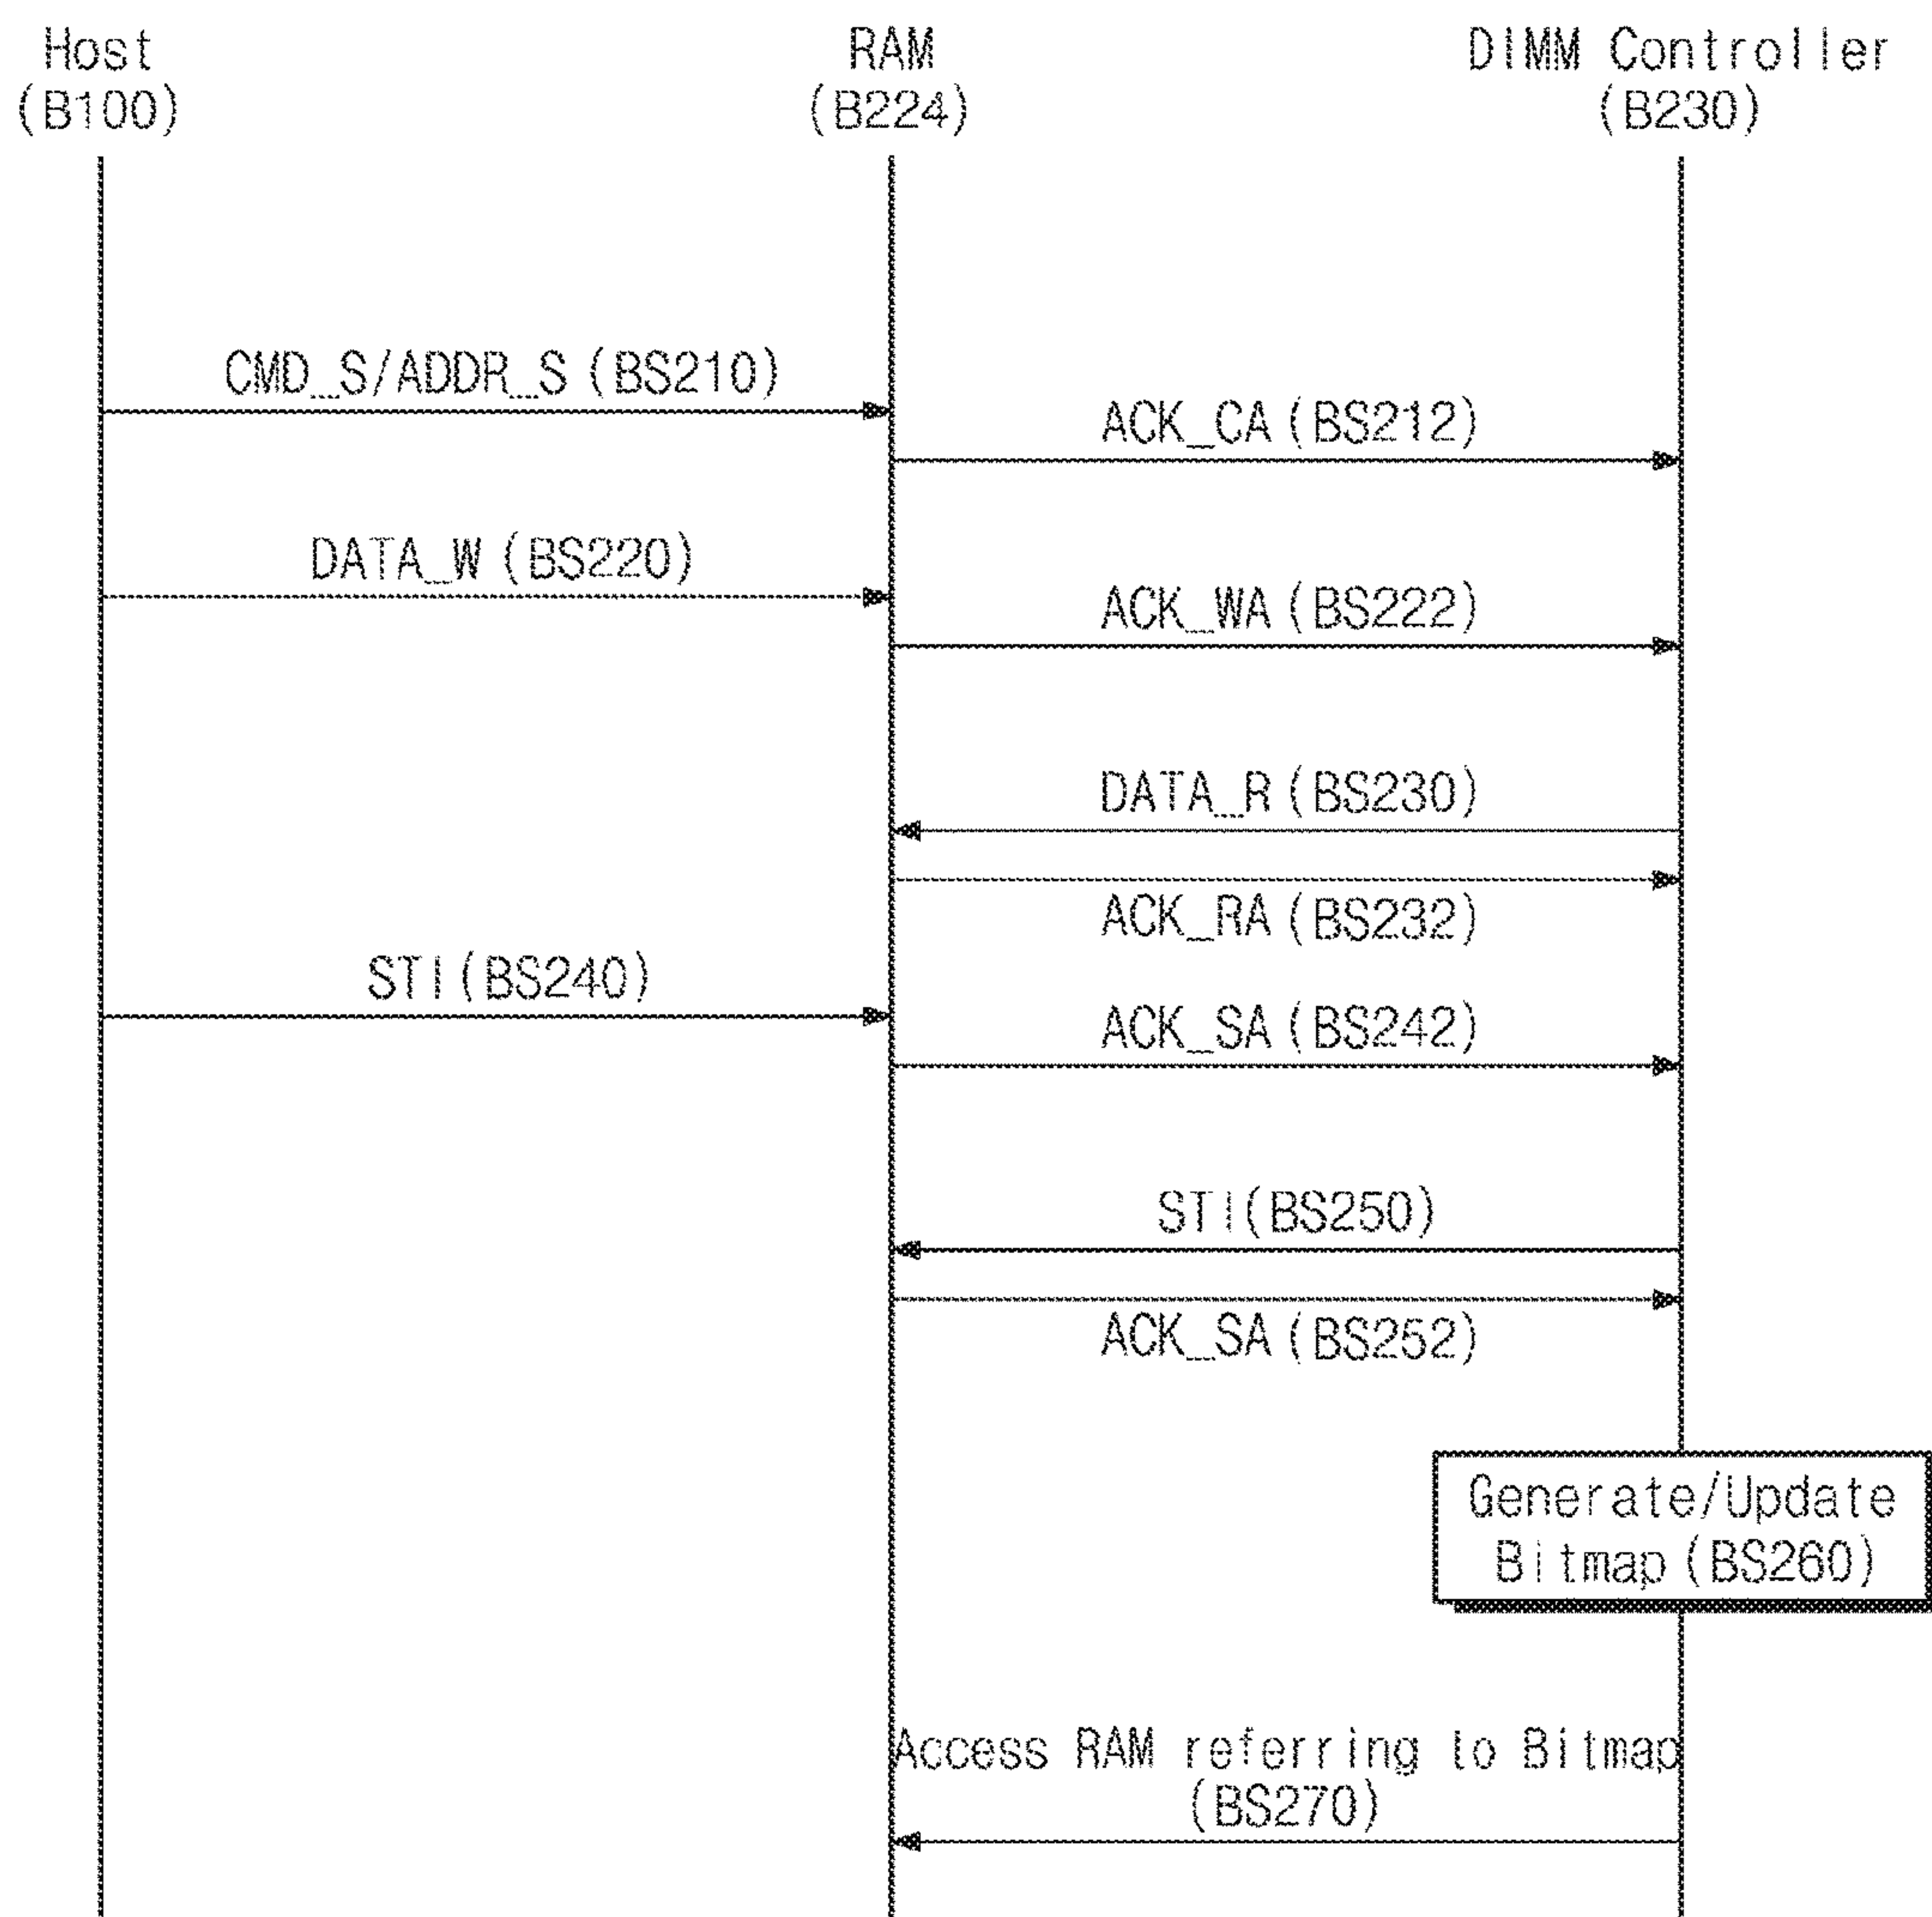 Host
(B100)
RAM
(B224)
DIMM Controller
(B230)
CMD_S/ADDR_S (BS210)
ACK_CA (BS212)
DATA_W (BS220)
ACK_WA (BS222)
DATA_R (BS230)
ACK_RA (BS232)
STI (BS240)
ACK_SA (BS242)
STI (BS250)
ACK_SA (BS252)
Generate/Update
Bitmap (BS260)
Access RAM referring to Bitmap
(BS270)